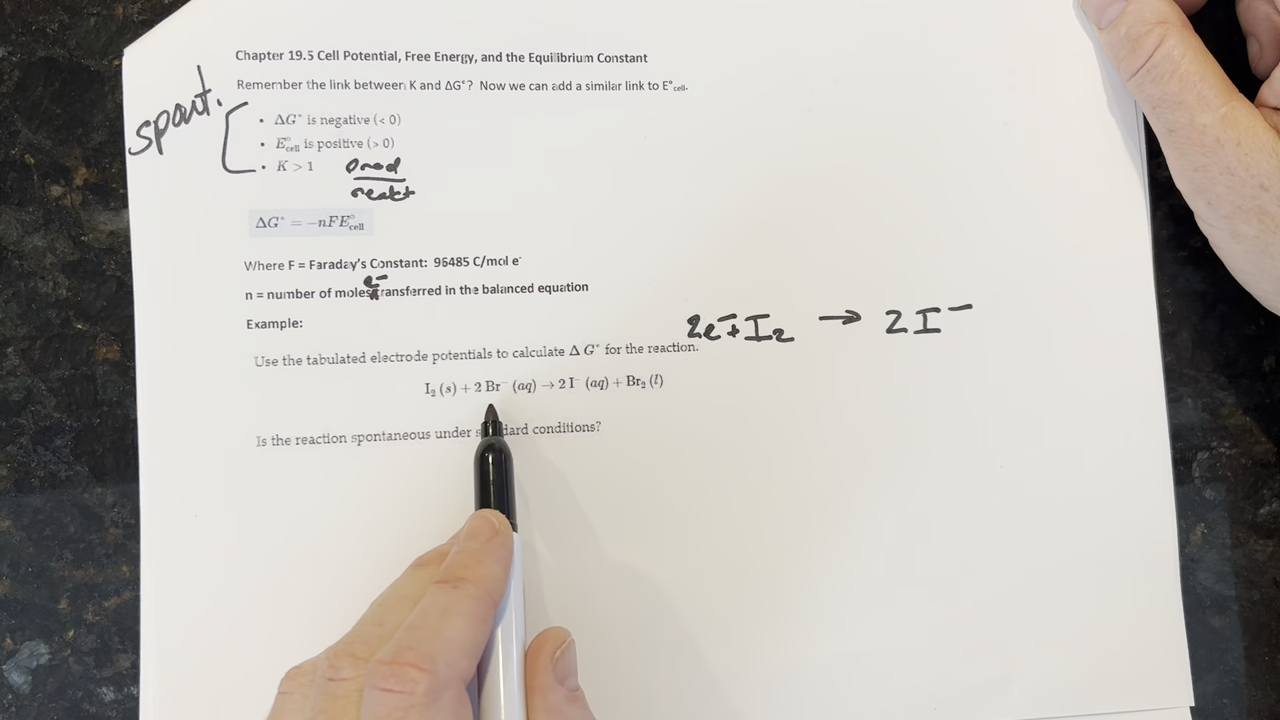 Chapter 19.5 Cell Potential, Free Energy, and the Equilibrium Constant
Remember the link between K and ΔG°? Now we can add a similar link to E°cell.
spont.
• ΔG° is negative (< 0)
• E°cell is positive (> 0)
• K > 1
prod
react
ΔG° = −nFE°cell
Where F = Faraday's Constant: 96485 C/mol e⁻
e⁻
n = number of moles transferred in the balanced equation
Example:
2e⁻ + I₂ → 2I⁻
Use the tabulated electrode potentials to calculate Δ G° for the reaction.
I₂ (s) + 2 Br⁻ (aq) → 2 I⁻ (aq) + Br₂ (l)
Is the reaction spontaneous under standard conditions?